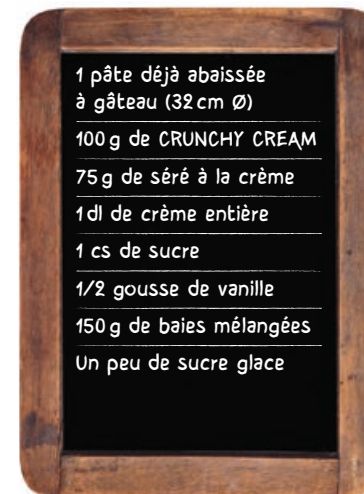 1 pâte déjà abaissée
à gâteau (32 cm Ø)
100 g de CRUNCHY CREAM
75 g de séré à la crème
1 dl de crème entière
1 cs de sucre
1/2 gousse de vanille
150 g de baies mélangées
Un peu de sucre glace